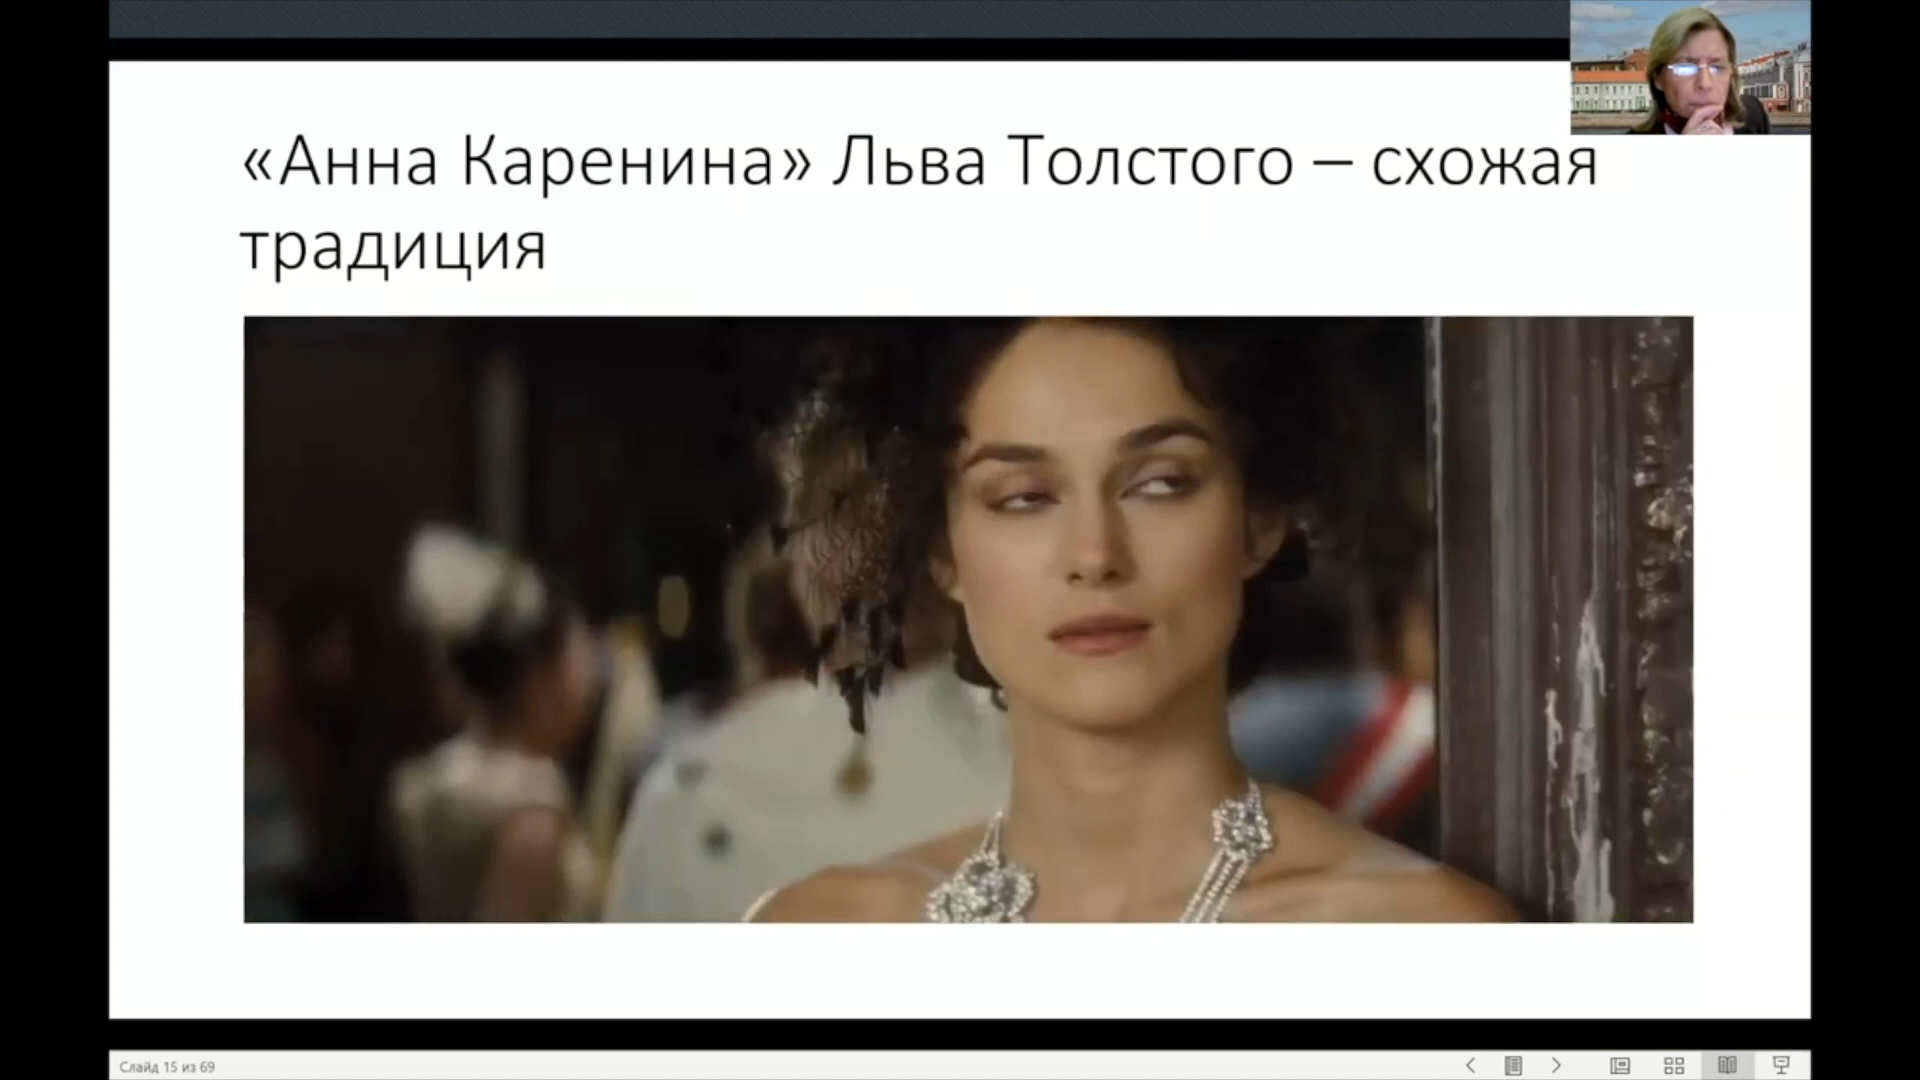 «Анна Каренина» Льва Толстого – схожая
традиция
Слайд 15 из 69